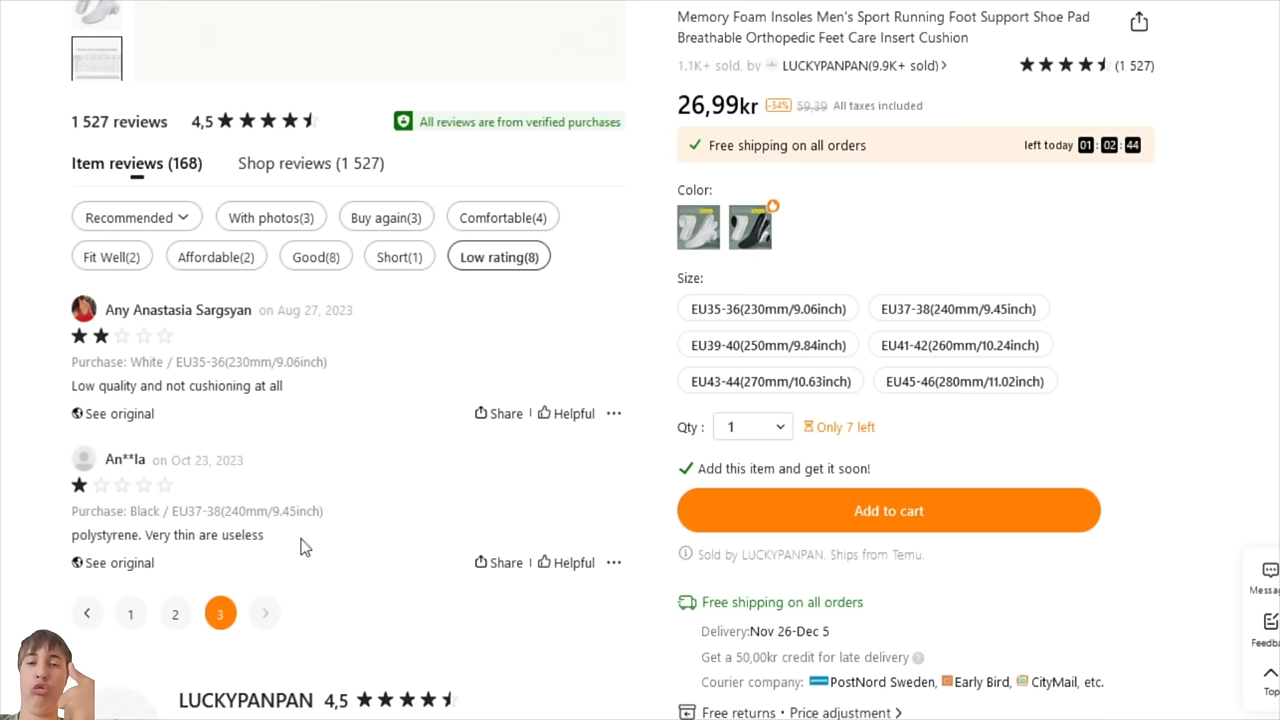 Memory Foam Insoles Men's Sport Running Foot Support Shoe Pad
Breathable Orthopedic Feet Care Insert Cushion
1.1K+ sold, by LUCKYPANPAN(9.9K+ sold)
(1 527)
26,99kr -54% 59,39 All taxes included
Free shipping on all orders
left today 01 : 02 : 44
Color:
Size:
EU35-36(230mm/9.06inch) EU37-38(240mm/9.45inch)
EU39-40(250mm/9.84inch) EU41-42(260mm/10.24inch)
EU43-44(270mm/10.63inch) EU45-46(280mm/11.02inch)
Qty : 1 Only 7 left
Add this item and get it soon!
Add to cart
Sold by LUCKYPANPAN. Ships from Temu.
Free shipping on all orders
Delivery:Nov 26-Dec 5
Get a 50,00kr credit for late delivery
Courier company: PostNord Sweden, Early Bird, CityMail, etc.
Free returns · Price adjustment
1 527 reviews 4,5
All reviews are from verified purchases
Item reviews (168) Shop reviews (1 527)
Recommended With photos(3) Buy again(3) Comfortable(4)
Fit Well(2) Affordable(2) Good(8) Short(1) Low rating(8)
Any Anastasia Sargsyan on Aug 27, 2023
Purchase: White / EU35-36(230mm/9.06inch)
Low quality and not cushioning at all
See original Share Helpful
An**la on Oct 23, 2023
Purchase: Black / EU37-38(240mm/9.45inch)
polystyrene. Very thin are useless
See original Share Helpful
1 2 3
LUCKYPANPAN 4,5
Messa
Feedba
Top